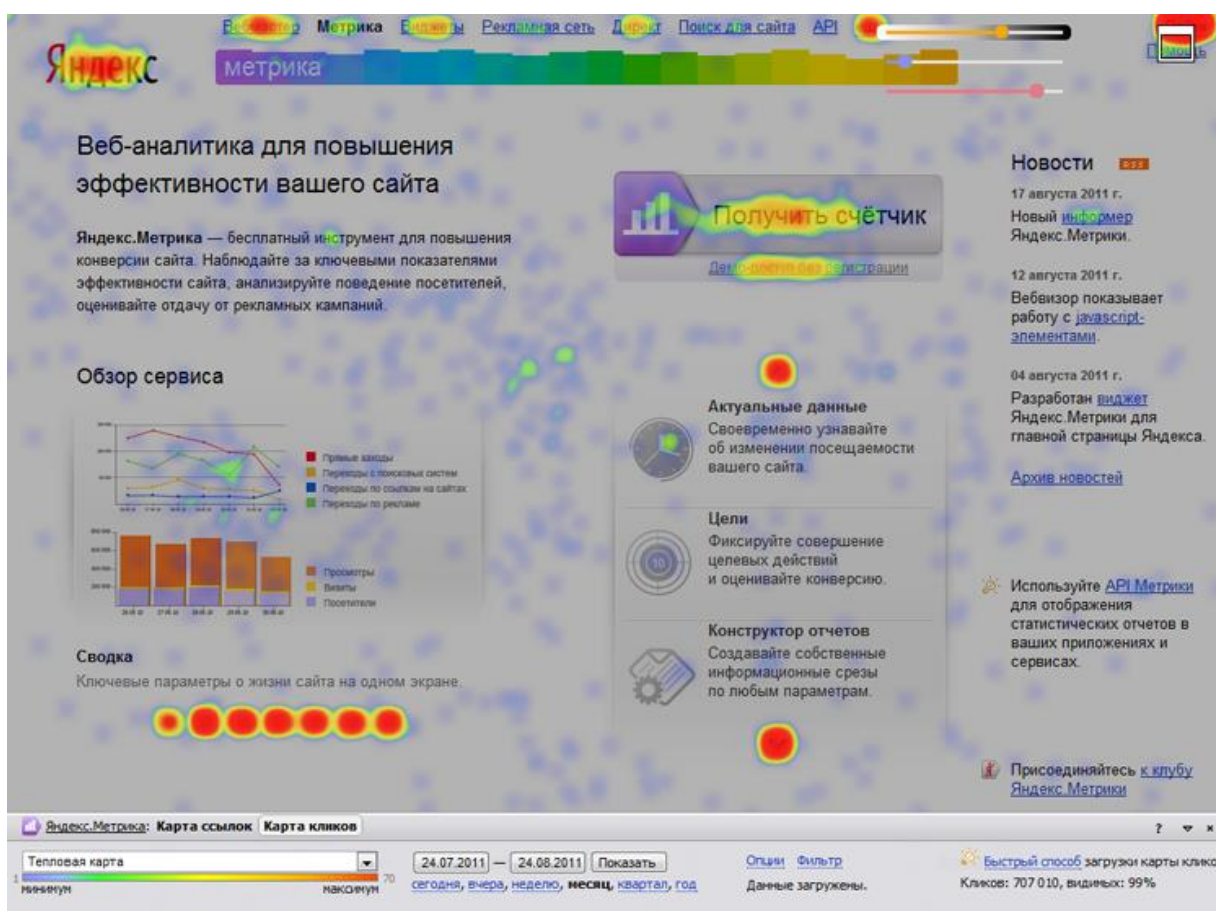 Вебмастер Метрика Виджеты Рекламная сеть Директ Поиск для сайта API
Помощь
Яндекс
метрика
Веб-аналитика для повышения
эффективности вашего сайта
Яндекс.Метрика — бесплатный инструмент для повышения
конверсии сайта. Наблюдайте за ключевыми показателями
эффективности сайта, анализируйте поведение посетителей,
оценивайте отдачу от рекламных кампаний.
Получить счётчик
Демо-доступ без регистрации
Новости RSS
17 августа 2011 г.
Новый информер
Яндекс.Метрики.
12 августа 2011 г.
Вебвизор показывает
работу с javascript-
элементами.
04 августа 2011 г.
Разработан виджет
Яндекс.Метрики для
главной страницы Яндекса.
Архив новостей
Обзор сервиса
Прямые заходы
Переходы с поисковых систем
Переходы по ссылкам на сайтах
Переходы по рекламе
Просмотры
Визиты
Посетители
Сводка
Ключевые параметры о жизни сайта на одном экране.
Актуальные данные
Своевременно узнавайте
об изменении посещаемости
вашего сайта.
Цели
Фиксируйте совершение
целевых действий
и оценивайте конверсию.
10
Конструктор отчетов
Создавайте собственные
информационные срезы
по любым параметрам.
Используйте API Метрики
для отображения
статистических отчетов в
ваших приложениях и
сервисах.
Присоединяйтесь к клубу
Яндекс.Метрики
Яндекс.Метрика: Карта ссылок Карта кликов ? x
Тепловая карта
1 70
минимум максимум
24.07.2011 — 24.08.2011 Показать
сегодня, вчера, неделю, месяц, квартал, год
Опции Фильтр
Данные загружены.
Быстрый способ загрузки карты клико
Кликов: 707 010, видимых: 99%